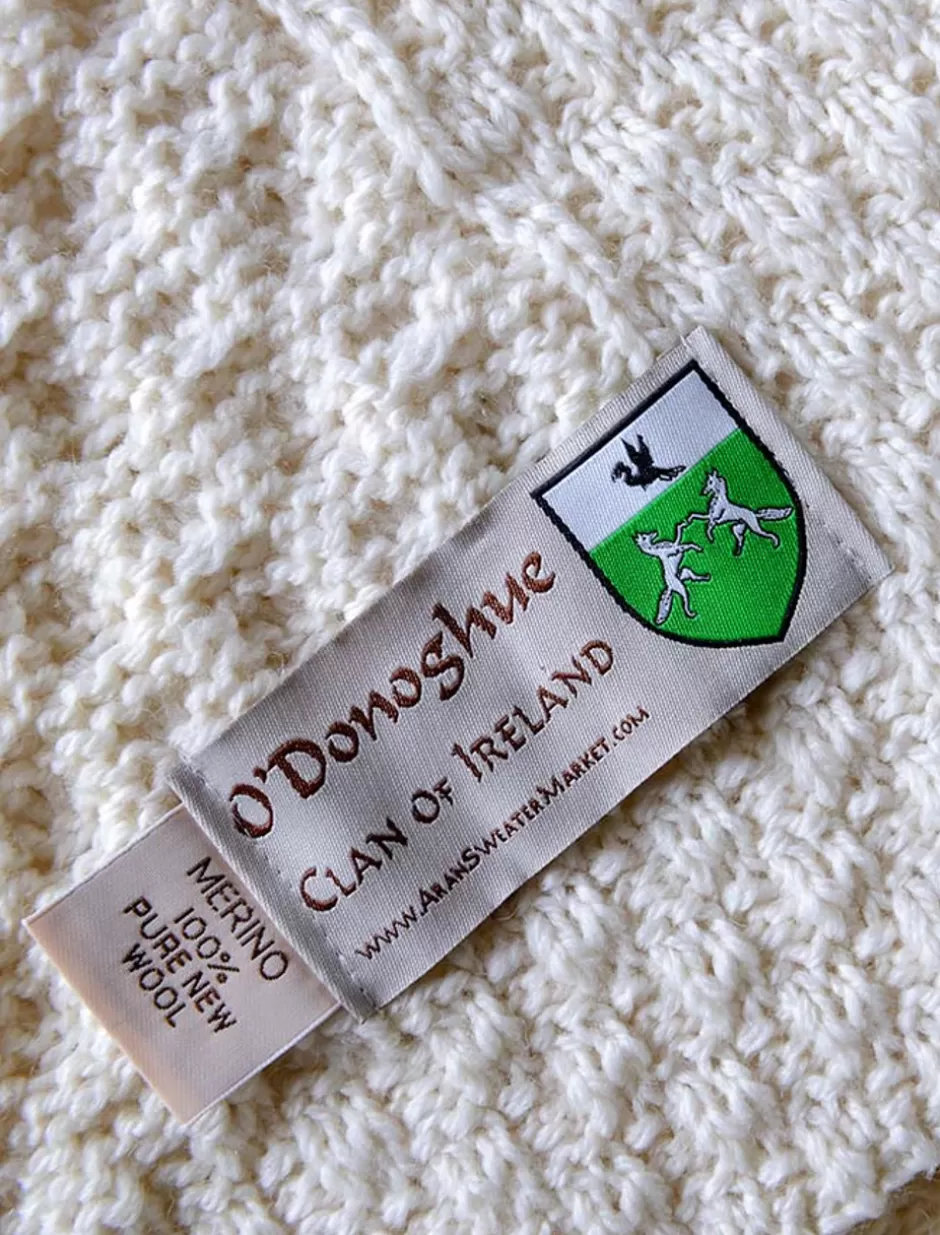 O'Donoghue
Clan Of Ireland
www.AranSweaterMarket.com
MERINO
100%
PURE NEW
WOOL